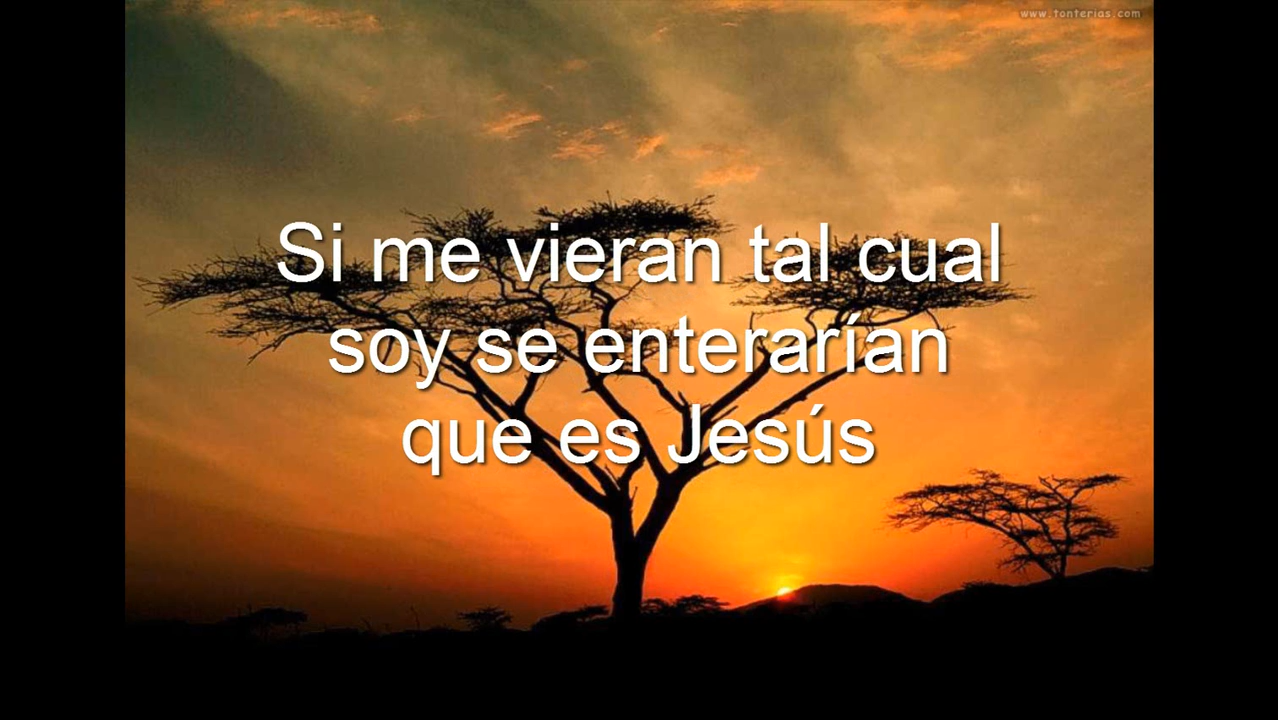 www.tonterias.com
Si me vieran tal cual
soy se enterarían
que es Jesús